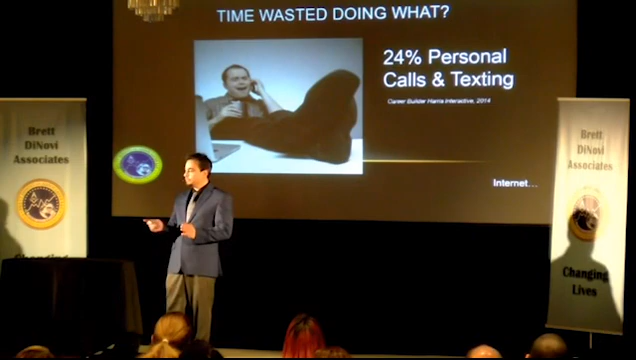 TIME WASTED DOING WHAT?
24% Personal
Calls & Texting
Career Builder Harris Interactive, 2014
Internet...
Brett
DiNovi
Associates
Changing
Brett
DiNovi
Associates
Changing
Lives